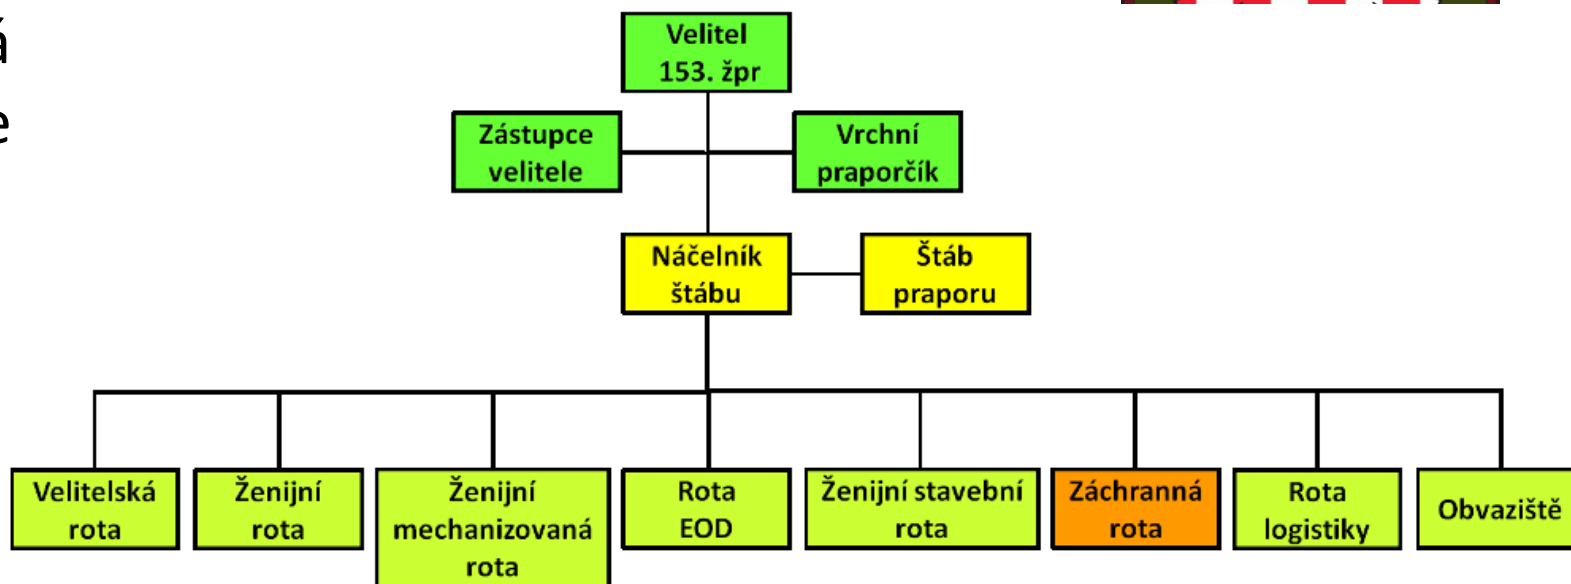 á
e
Velitel
153. žpr
Zástupce
velitele
Vrchní
praporčík
Náčelník
štábu
Štáb
praporu
Velitelská
rota
Ženijní
rota
Ženijní
mechanizovaná
rota
Rota
EOD
Ženijní stavební
rota
Záchranná
rota
Rota
logistiky
Obvaziště